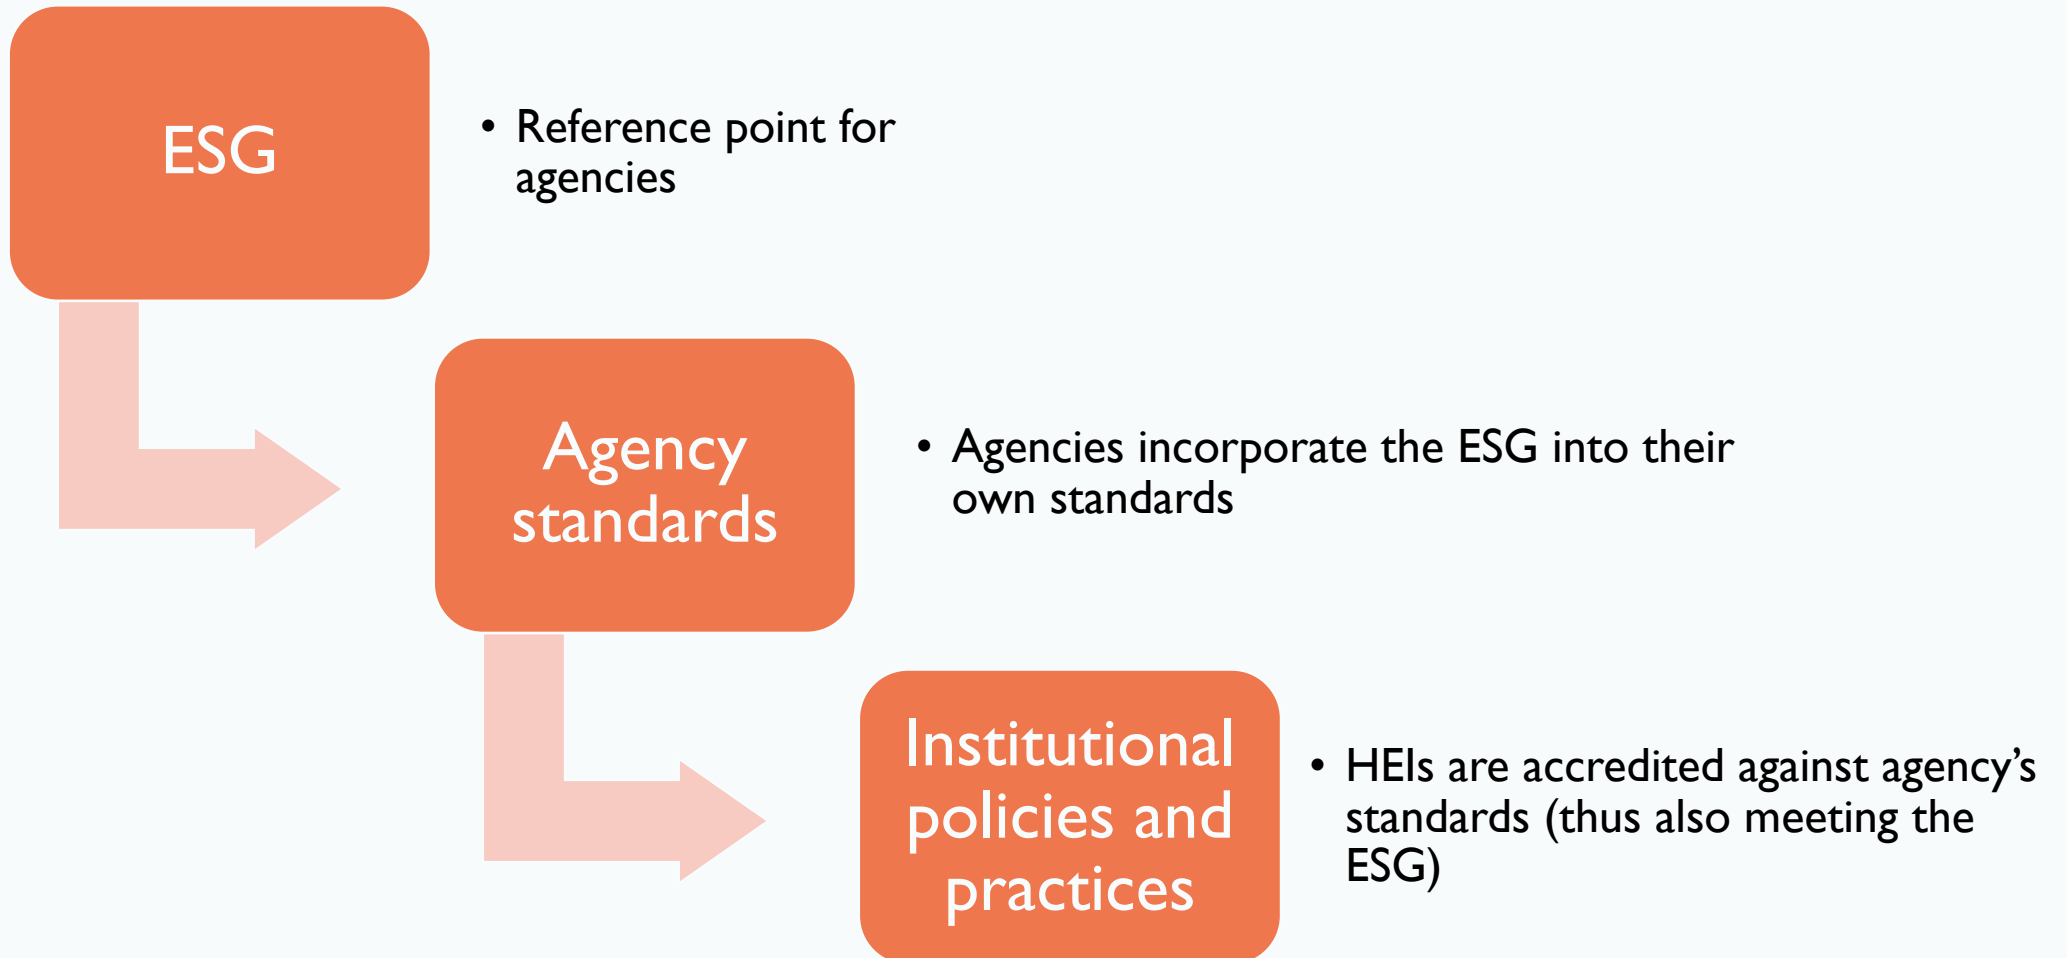 ESG
• Reference point for
agencies
Agency
standards
• Agencies incorporate the ESG into their
own standards
Institutional
policies and
practices
• HEIs are accredited against agency’s
standards (thus also meeting the
ESG)